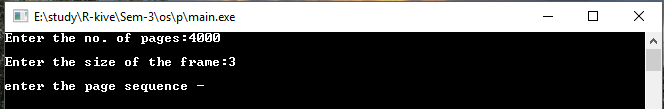 E:\study\R-kive\Sem-3\os\p\main.exe
Enter the no. of pages:4000
Enter the size of the frame:3
enter the page sequence -